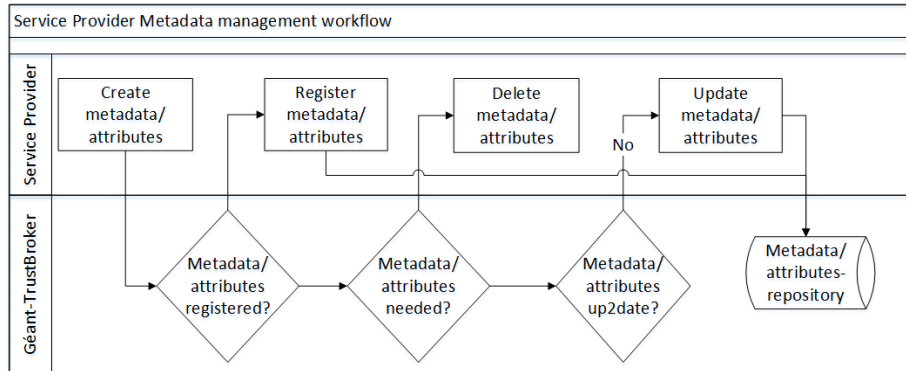 Service Provider Metadata management workflow
Service Provider
Create
metadata/
attributes
Register
metadata/
attributes
Delete
metadata/
attributes
Update
metadata/
attributes
No
Géant-TrustBroker
Metadata/
attributes
registered?
Metadata/
attributes
needed?
Metadata/
attributes
up2date?
Metadata/
attributes-
repository